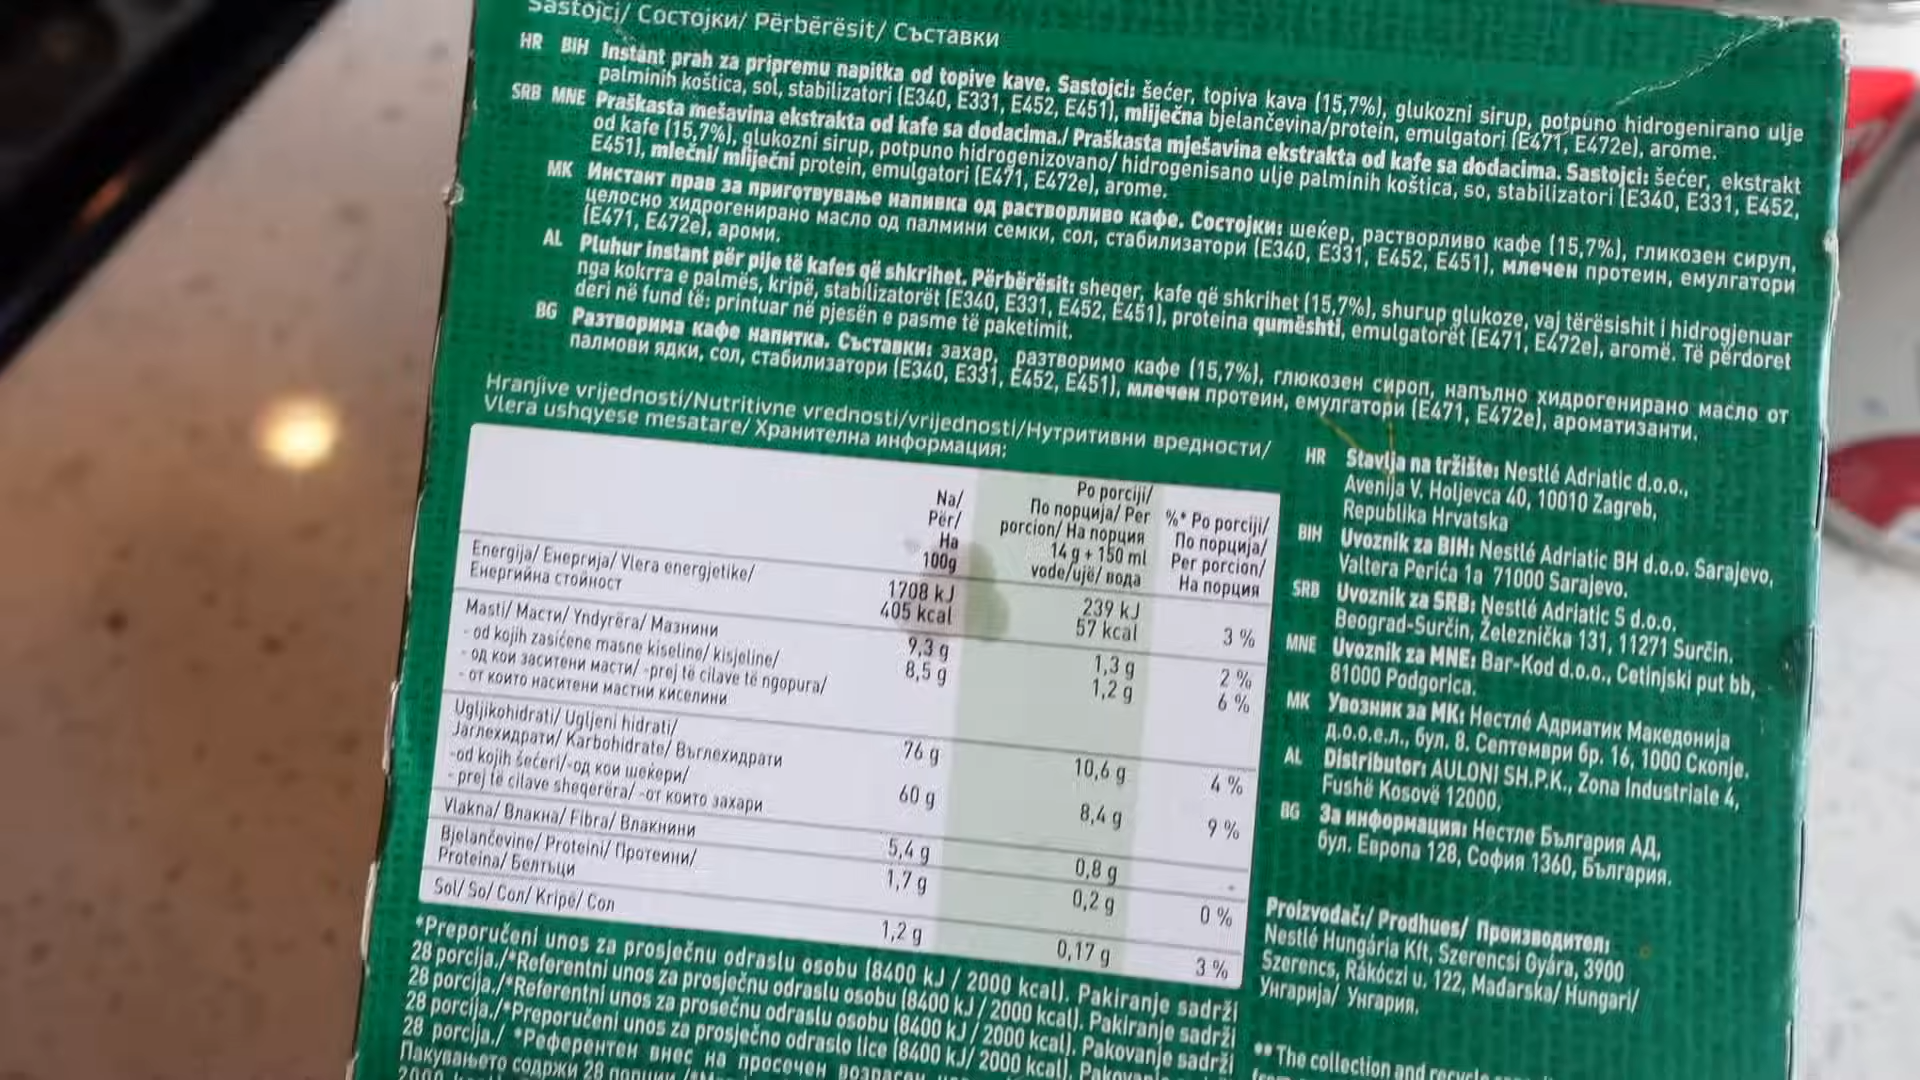 Sastojci/ Состојки/ Përbërësit/ Съставки
HR BIH Instant prah za pripremu napitka od topive kave. Sastojci: šećer, topiva kava (15,7%), glukozni sirup, potpuno hidrogenirano ulje
palminih koštica, sol, stabilizatori (E340, E331, E452, E451), mliječna bjelančevina/protein, emulgatori (E471, E472e), arome.
SRB MNE Praškasta mešavina ekstrakta od kafe sa dodacima./ Praškasta mješavina ekstrakta od kafe sa dodacima. Sastojci: šećer, ekstrakt
od kafe (15,7%), glukozni sirup, potpuno hidrogenizovano/ hidrogenisano ulje palminih koštica, so, stabilizatori (E340, E331, E452,
E451), mlečni/ mliječni protein, emulgatori (E471, E472e), arome.
MK Инстант прав за приготвување напивка од растворливо кафе. Состојки: шеќер, растворливо кафе (15,7%), гликозен сируп,
целосно хидрогенирано масло од палмини семки, сол, стабилизатори (E340, E331, E452, E451), млечен протеин, емулгатори
(E471, E472e), ароми.
AL Pluhur instant për pije të kafes që shkrihet. Përbërësit: sheqer, kafe që shkrihet (15,7%), shurup glukoze, vaj tërësishit i hidrogjenuar
nga kokrra e palmës, kripë, stabilizatorët (E340, E331, E452, E451), proteina qumështi, emulgatorët (E471, E472e), aromë. Të përdoret
deri në fund të: printuar në pjesën e pasme të paketimit.
BG Разтворима кафе напитка. Съставки: захар, разтворимо кафе (15,7%), глюкозен сироп, напълно хидрогенирано масло от
палмови ядки, сол, стабилизатори (E340, E331, E452, E451), млечен протеин, емулгатори (E471, E472e), ароматизанти.
Hranjive vrijednosti/Nutritivne vrednosti/vrijednosti/Нутритивни вредности/
Vlera ushqyese mesatare/ Хранителна информация:
Na/
Për/
На
100g
Po porciji/
По порција/ Per
porcion/ На порция
14 g + 150 ml
vode/ujë/ вода
%* Po porciji/
По порција/
Per porcion/
На порция
Energija/ Енергија/ Vlera energjetike/
Енергийна стойност
1708 kJ
405 kcal
239 kJ
57 kcal
3 %
Masti/ Масти/ Yndyrëra/ Мазнини
9,3 g
1,3 g
2 %
- od kojih zasićene masne kiseline/ kisjeline/
- од кои заситени масти/ -prej të cilave të ngopura/
- от които наситени мастни киселини
8,5 g
1,2 g
6 %
Ugljikohidrati/ Ugljeni hidrati/
Јаглехидрати/ Karbohidrate/ Въглехидрати
76 g
10,6 g
4 %
-od kojih šećeri/-од кои шеќери/
- prej të cilave sheqerëra/ -от които захари
60 g
8,4 g
9 %
Vlakna/ Влакна/ Fibra/ Влакнини
5,4 g
0,8 g
-
Bjelančevine/ Proteini/ Протеини/
Proteina/ Белтъци
1,7 g
0,2 g
0 %
Sol/ So/ Сол/ Kripë/ Сол
1,2 g
0,17 g
3 %
*Preporučeni unos za prosječnu odraslu osobu (8400 kJ / 2000 kcal). Pakiranje sadrži
28 porcija./*Referentni unos za prosječnu odraslu osobu (8400 kJ / 2000 kcal). Pakiranje sadrži
28 porcija./*Referentni unos za prosečnu odraslu osobu (8400 kJ / 2000 kcal). Pakovanje sadrži
28 porcija./*Preporučeni unos za prosječno odraslo lice (8400 kJ/ 2000 kcal). Pakovanje
28 porcija./ *Референтен внес на просечен возрасен
Пакувањето содржи 28 порции
2000
HR Stavlja na tržište: Nestlé Adriatic d.o.o.,
Avenija V. Holjevca 40, 10010 Zagreb,
Republika Hrvatska
BIH Uvoznik za BIH: Nestlé Adriatic BH d.o.o. Sarajevo,
Valtera Perića 1a 71000 Sarajevo.
SRB Uvoznik za SRB: Nestlé Adriatic S d.o.o.
Beograd-Surčin, Železnička 131, 11271 Surčin.
MNE Uvoznik za MNE: Bar-Kod d.o.o., Cetinjski put bb,
81000 Podgorica.
MK Увозник за МК: Нестле́ Адриатик Македонија
д.о.о.е.л., бул. 8. Септември бр. 16, 1000 Скопје.
AL Distributor: AULONI SH.P.K., Zona Industriale 4,
Fushë Kosovë 12000,
BG За информация: Нестле България АД,
бул. Европа 128, София 1360, България.
Proizvođač:/ Prodhues/ Производител:
Nestlé Hungária Kft, Szerencsi Gyára, 3900
Szerencs, Rákóczi u. 122, Mađarska/ Hungari/
Унгарија/ Унгария.
** The collection and recycle